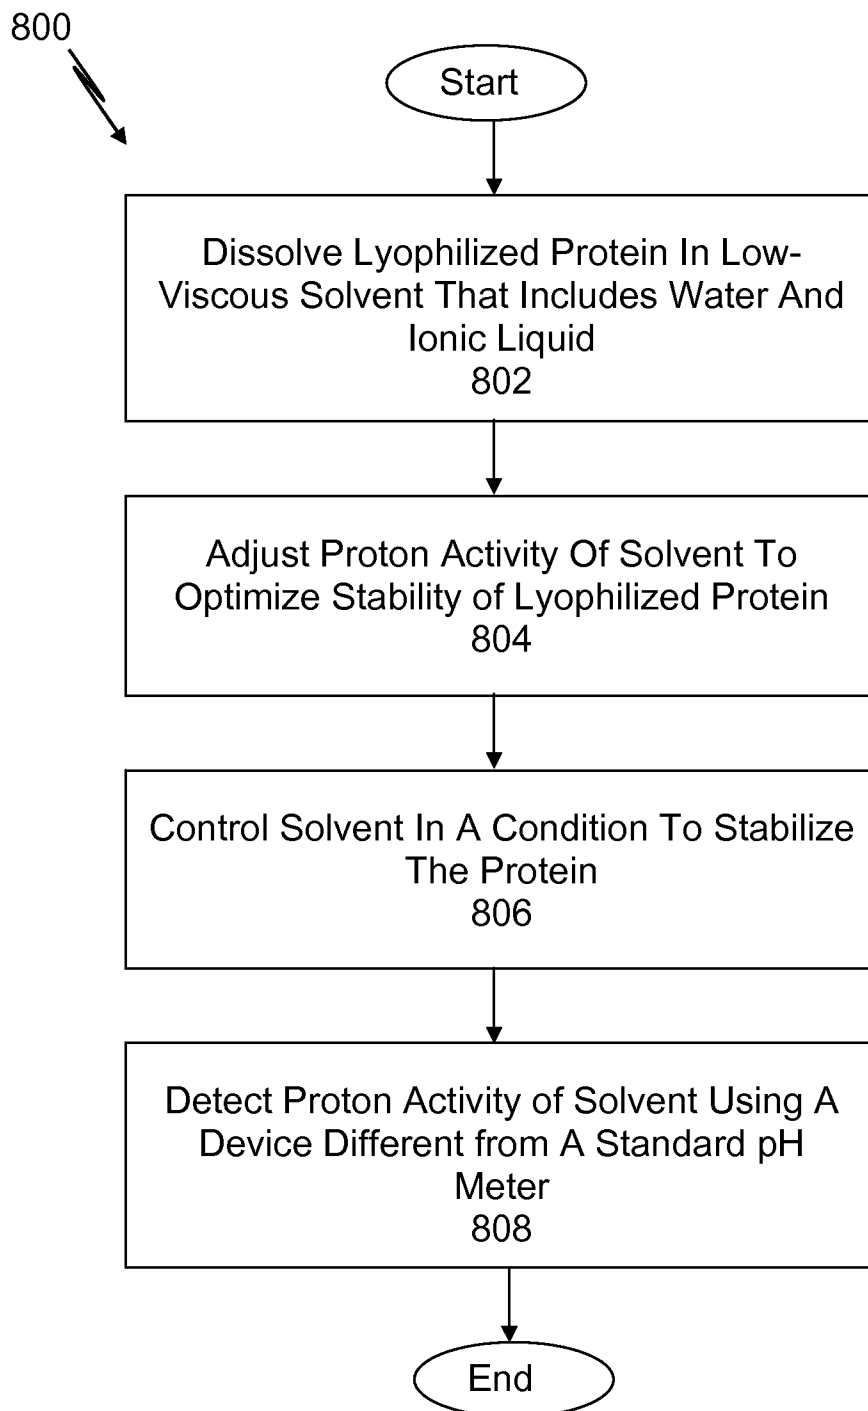 800
Start
Dissolve Lyophilized Protein In Low-
Viscous Solvent That Includes Water And
Ionic Liquid
802
Adjust Proton Activity Of Solvent To
Optimize Stability of Lyophilized Protein
804
Control Solvent In A Condition To Stabilize
The Protein
806
Detect Proton Activity of Solvent Using A
Device Different from A Standard pH
Meter
808
End